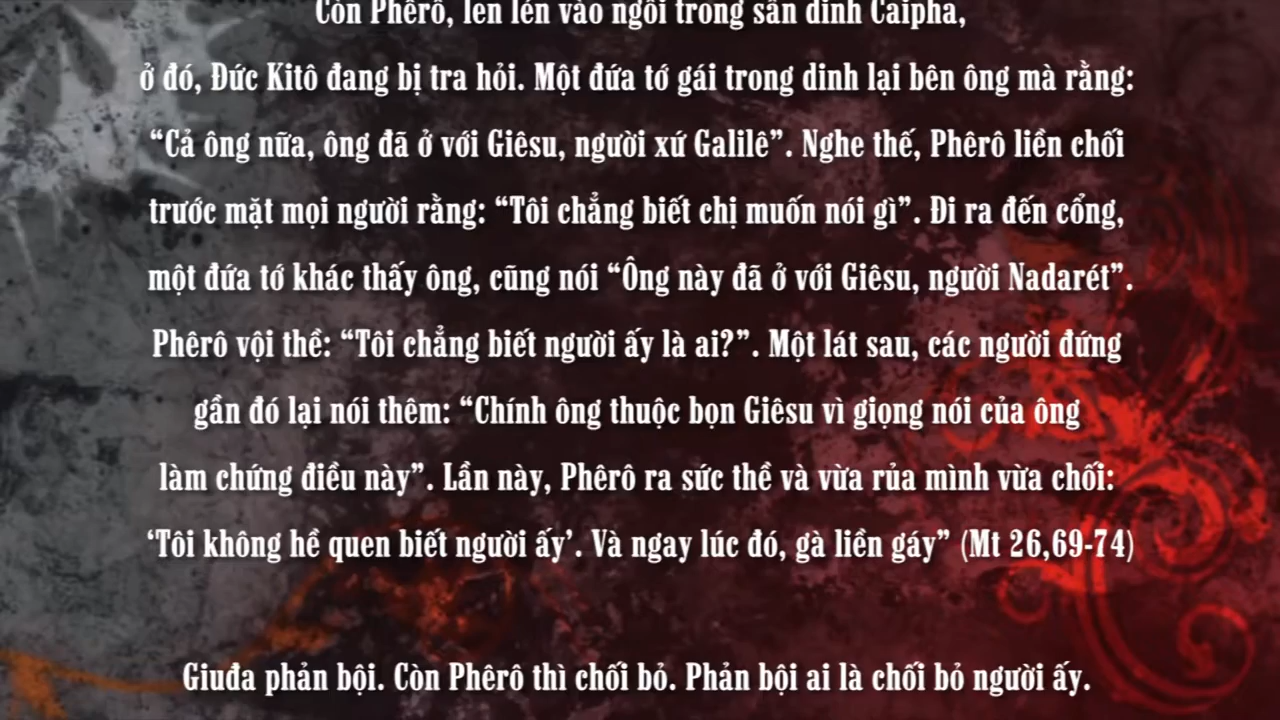 Còn Phêrô, len lén vào ngồi trong sân dinh Caipha,
ở đó, Đức Kitô đang bị tra hỏi. Một đứa tớ gái trong dinh lại bên ông mà rằng:
“Cả ông nữa, ông đã ở với Giêsu, người xứ Galilê”. Nghe thế, Phêrô liền chối
trước mặt mọi người rằng: “Tôi chẳng biết chị muốn nói gì”. Đi ra đến cổng,
một đứa tớ khác thấy ông, cũng nói “Ông này đã ở với Giêsu, người Nadarét”.
Phêrô vội thề: “Tôi chẳng biết người ấy là ai?”. Một lát sau, các người đứng
gần đó lại nói thêm: “Chính ông thuộc bọn Giêsu vì giọng nói của ông
làm chứng điều này”. Lần này, Phêrô ra sức thề và vừa rủa mình vừa chối:
‘Tôi không hề quen biết người ấy’. Và ngay lúc đó, gà liền gáy” (Mt 26,69-74)
Giuđa phản bội. Còn Phêrô thì chối bỏ. Phản bội ai là chối bỏ người ấy.